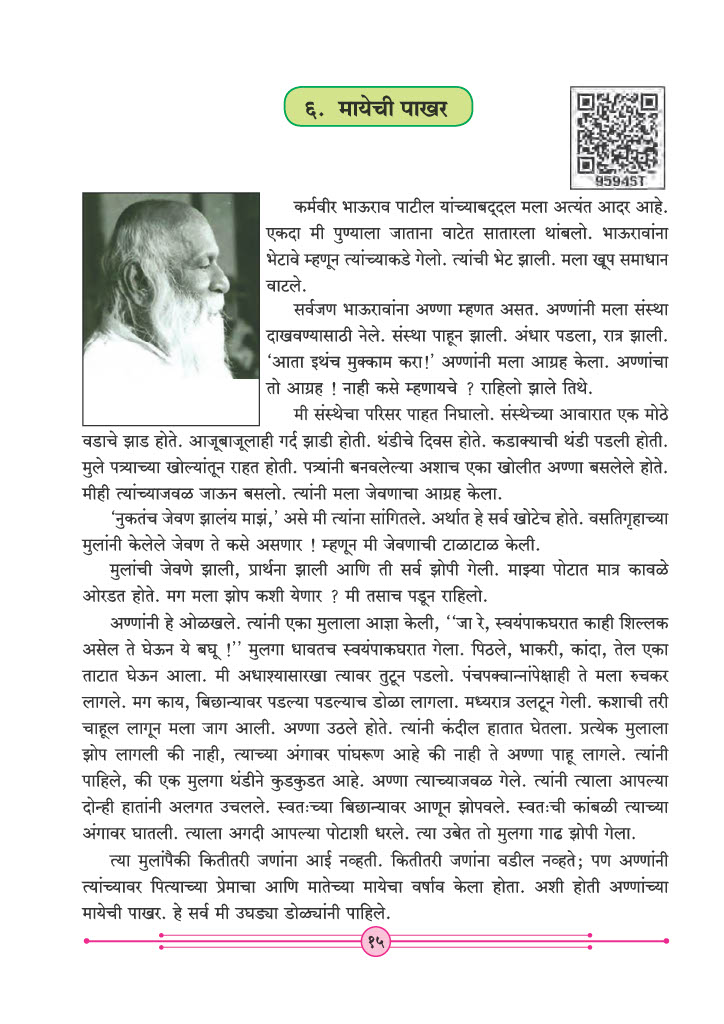 ६. मायेची पाखर
9594ST
कर्मवीर भाऊराव पाटील यांच्याबद्दल मला अत्यंत आदर आहे.
एकदा मी पुण्याला जाताना वाटेत सातारला थांबलो. भाऊरावांना
भेटावे म्हणून त्यांच्याकडे गेलो. त्यांची भेट झाली. मला खूप समाधान
वाटले.
सर्वजण भाऊरावांना अण्णा म्हणत असत. अण्णांनी मला संस्था
दाखवण्यासाठी नेले. संस्था पाहून झाली. अंधार पडला, रात्र झाली.
‘आता इथंच मुक्काम करा!’ अण्णांनी मला आग्रह केला. अण्णांचा
तो आग्रह ! नाही कसे म्हणायचे ? राहिलो झाले तिथे.
मी संस्थेचा परिसर पाहत निघालो. संस्थेच्या आवारात एक मोठे
वडाचे झाड होते. आजूबाजूलाही गर्द झाडी होती. थंडीचे दिवस होते. कडाक्याची थंडी पडली होती.
मुले पत्र्याच्या खोल्यांतून राहत होती. पत्र्यांनी बनवलेल्या अशाच एका खोलीत अण्णा बसलेले होते.
मीही त्यांच्याजवळ जाऊन बसलो. त्यांनी मला जेवणाचा आग्रह केला.
‘नुकतंच जेवण झालंय माझं,’ असे मी त्यांना सांगितले. अर्थात हे सर्व खोटेच होते. वसतिगृहाच्या
मुलांनी केलेले जेवण ते कसे असणार ! म्हणून मी जेवणाची टाळाटाळ केली.
मुलांची जेवणे झाली, प्रार्थना झाली आणि ती सर्व झोपी गेली. माझ्या पोटात मात्र कावळे
ओरडत होते. मग मला झोप कशी येणार ? मी तसाच पडून राहिलो.
अण्णांनी हे ओळखले. त्यांनी एका मुलाला आज्ञा केली, ‘‘जा रे, स्वयंपाकघरात काही शिल्लक
असेल ते घेऊन ये बघू !’’ मुलगा धावतच स्वयंपाकघरात गेला. पिठले, भाकरी, कांदा, तेल एका
ताटात घेऊन आला. मी अधाश्यासारखा त्यावर तुटून पडलो. पंचपक्वान्नांपेक्षाही ते मला रुचकर
लागले. मग काय, बिछान्यावर पडल्या पडल्याच डोळा लागला. मध्यरात्र उलटून गेली. कशाची तरी
चाहूल लागून मला जाग आली. अण्णा उठले होते. त्यांनी कंदील हातात घेतला. प्रत्येक मुलाला
झोप लागली की नाही, त्याच्या अंगावर पांघरूण आहे की नाही ते अण्णा पाहू लागले. त्यांनी
पाहिले, की एक मुलगा थंडीने कुडकुडत आहे. अण्णा त्याच्याजवळ गेले. त्यांनी त्याला आपल्या
दोन्ही हातांनी अलगत उचलले. स्वतःच्या बिछान्यावर आणून झोपवले. स्वतःची कांबळी त्याच्या
अंगावर घातली. त्याला अगदी आपल्या पोटाशी धरले. त्या उबेत तो मुलगा गाढ झोपी गेला.
त्या मुलांपैकी कितीतरी जणांना आई नव्हती. कितीतरी जणांना वडील नव्हते; पण अण्णांनी
त्यांच्यावर पित्याच्या प्रेमाचा आणि मातेच्या मायेचा वर्षाव केला होता. अशी होती अण्णांच्या
मायेची पाखर. हे सर्व मी उघड्या डोळ्यांनी पाहिले.
१५